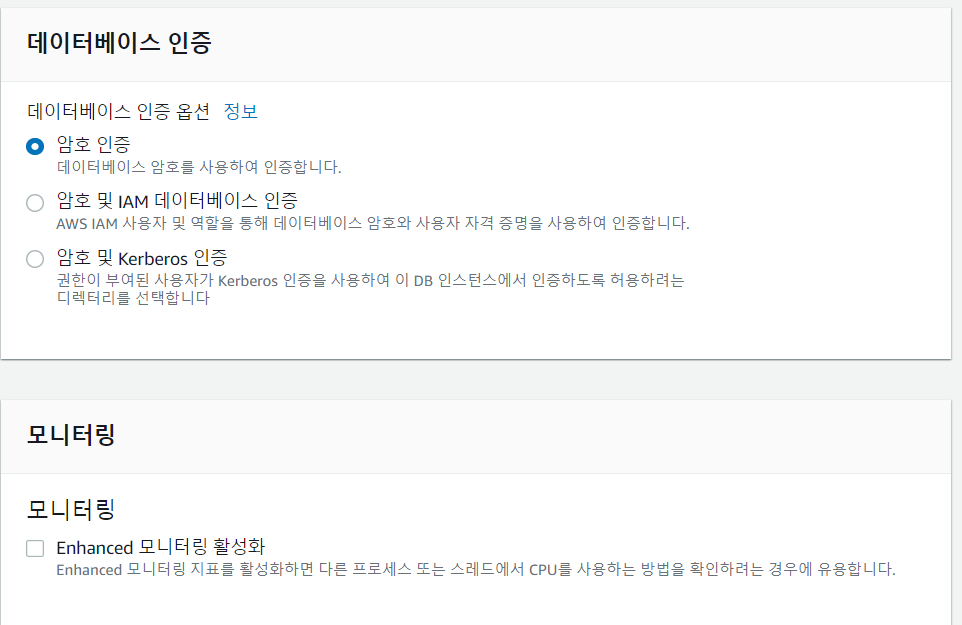 데이터베이스 인증
데이터베이스 인증 옵션 정보
암호 인증
데이터베이스 암호를 사용하여 인증합니다.
암호 및 IAM 데이터베이스 인증
AWS IAM 사용자 및 역할을 통해 데이터베이스 암호와 사용자 자격 증명을 사용하여 인증합니다.
암호 및 Kerberos 인증
권한이 부여된 사용자가 Kerberos 인증을 사용하여 이 DB 인스턴스에서 인증하도록 허용하려는
디렉터리를 선택합니다
모니터링
모니터링
Enhanced 모니터링 활성화
Enhanced 모니터링 지표를 활성화하면 다른 프로세스 또는 스레드에서 CPU를 사용하는 방법을 확인하려는 경우에 유용합니다.